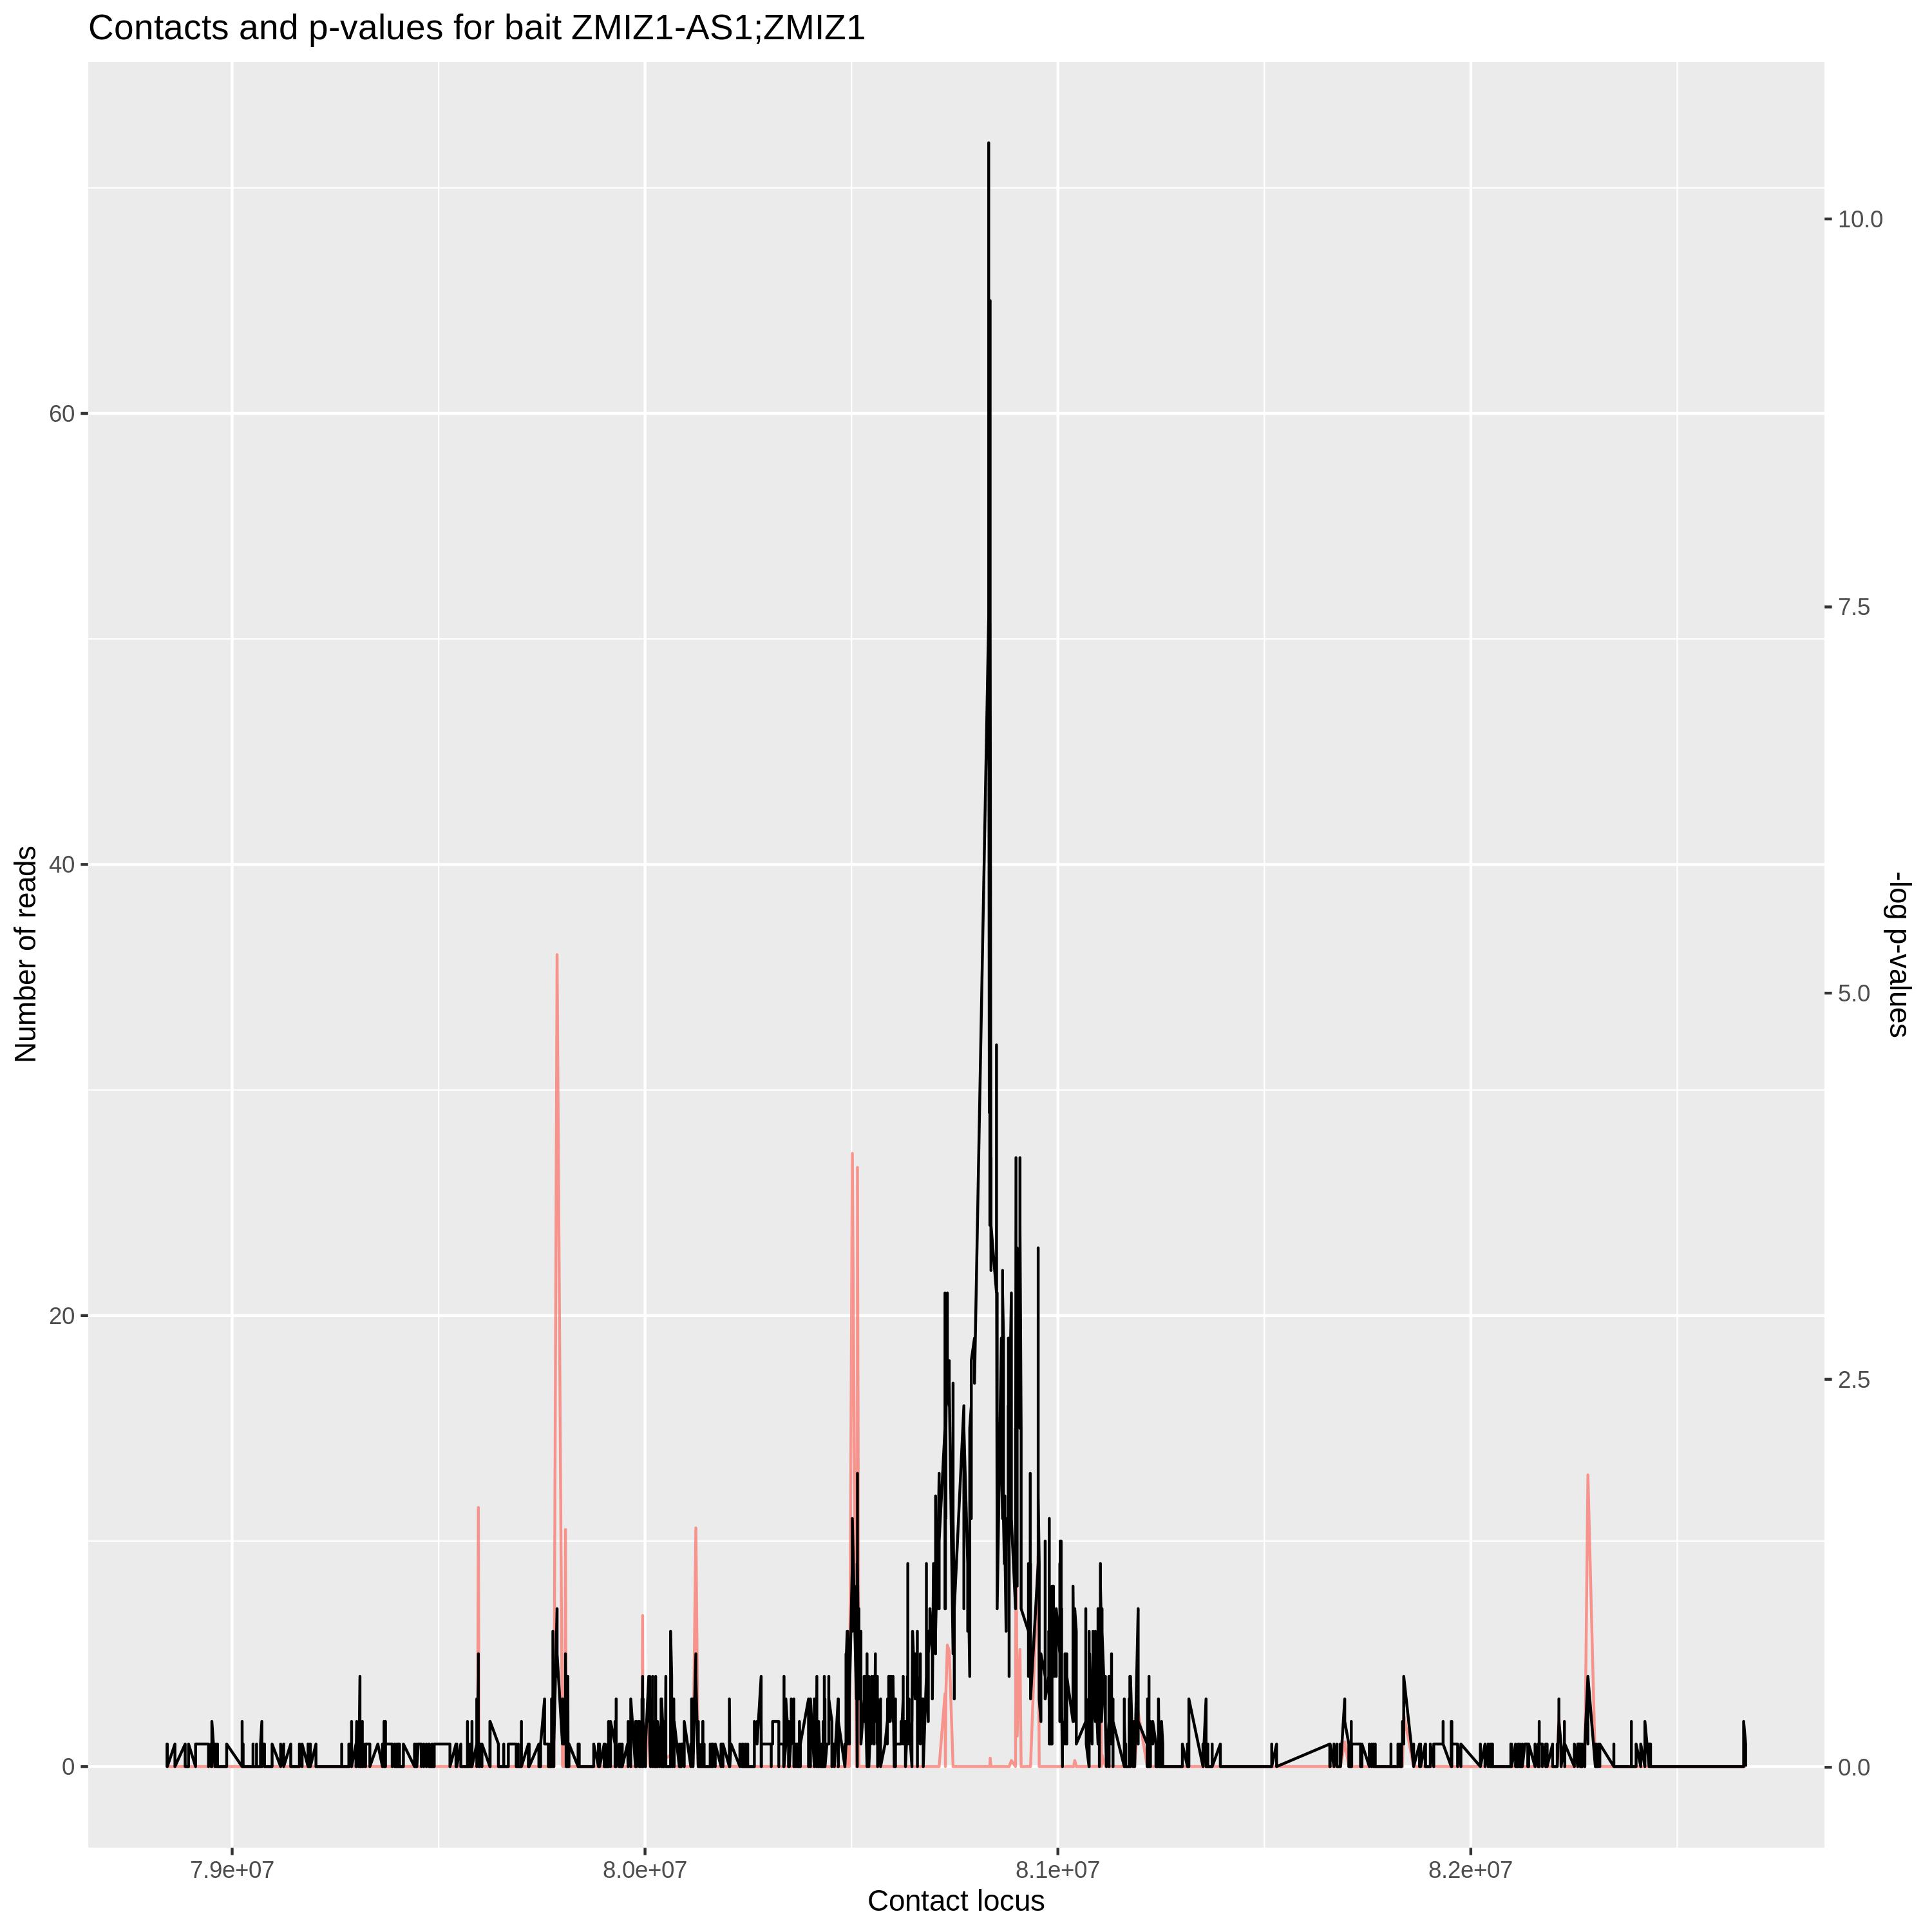 Contacts and p-values for bait ZMIZ1-AS1;ZMIZ1
Number of reads
60
40
20
0
10.0
7.5
5.0
2.5
0.0
-log p-values
7.9e+07
8.0e+07
8.1e+07
8.2e+07
Contact locus